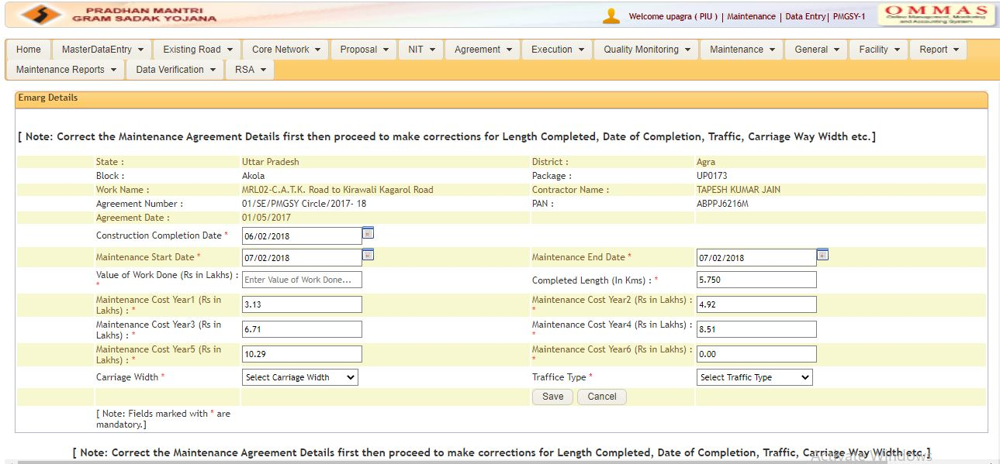 PRADHAN MANTRI
GRAM SADAK YOJANA
Welcome upagra ( PIU ) | Maintenance | Data Entry| PMGSY-1
OMMAS
Online Management, Monitoring
and Accounting System
Home MasterDataEntry Existing Road Core Network Proposal NIT Agreement Execution Quality Monitoring Maintenance General Facility Report
Maintenance Reports Data Verification RSA
Emarg Details
[ Note: Correct the Maintenance Agreement Details first then proceed to make corrections for Length Completed, Date of Completion, Traffic, Carriage Way Width etc.]
State : Uttar Pradesh District : Agra
Block : Akola Package : UP0173
Work Name : MRL02-C.A.T.K. Road to Kirawali Kagarol Road Contractor Name : TAPESH KUMAR JAIN
Agreement Number : 01/SE/PMGSY Circle/2017- 18 PAN : ABPPJ6216M
Agreement Date : 01/05/2017
Construction Completion Date * 06/02/2018
Maintenance Start Date * 07/02/2018 Maintenance End Date * 07/02/2018
Value of Work Done (Rs in Lakhs) : * Enter Value of Work Done... Completed Length (In Kms) : * 5.750
Maintenance Cost Year1 (Rs in Lakhs) : * 3.13 Maintenance Cost Year2 (Rs in Lakhs) : * 4.92
Maintenance Cost Year3 (Rs in Lakhs) : * 6.71 Maintenance Cost Year4 (Rs in Lakhs) : * 8.51
Maintenance Cost Year5 (Rs in Lakhs) : * 10.29 Maintenance Cost Year6 (Rs in Lakhs) : * 0.00
Carriage Width * Select Carriage Width Traffice Type * Select Traffic Type
Save Cancel
[ Note: Fields marked with * are
mandatory.]
[ Note: Correct the Maintenance Agreement Details first then proceed to make corrections for Length Completed, Date of Completion, Traffic, Carriage Way Width etc.]
Activate Windows